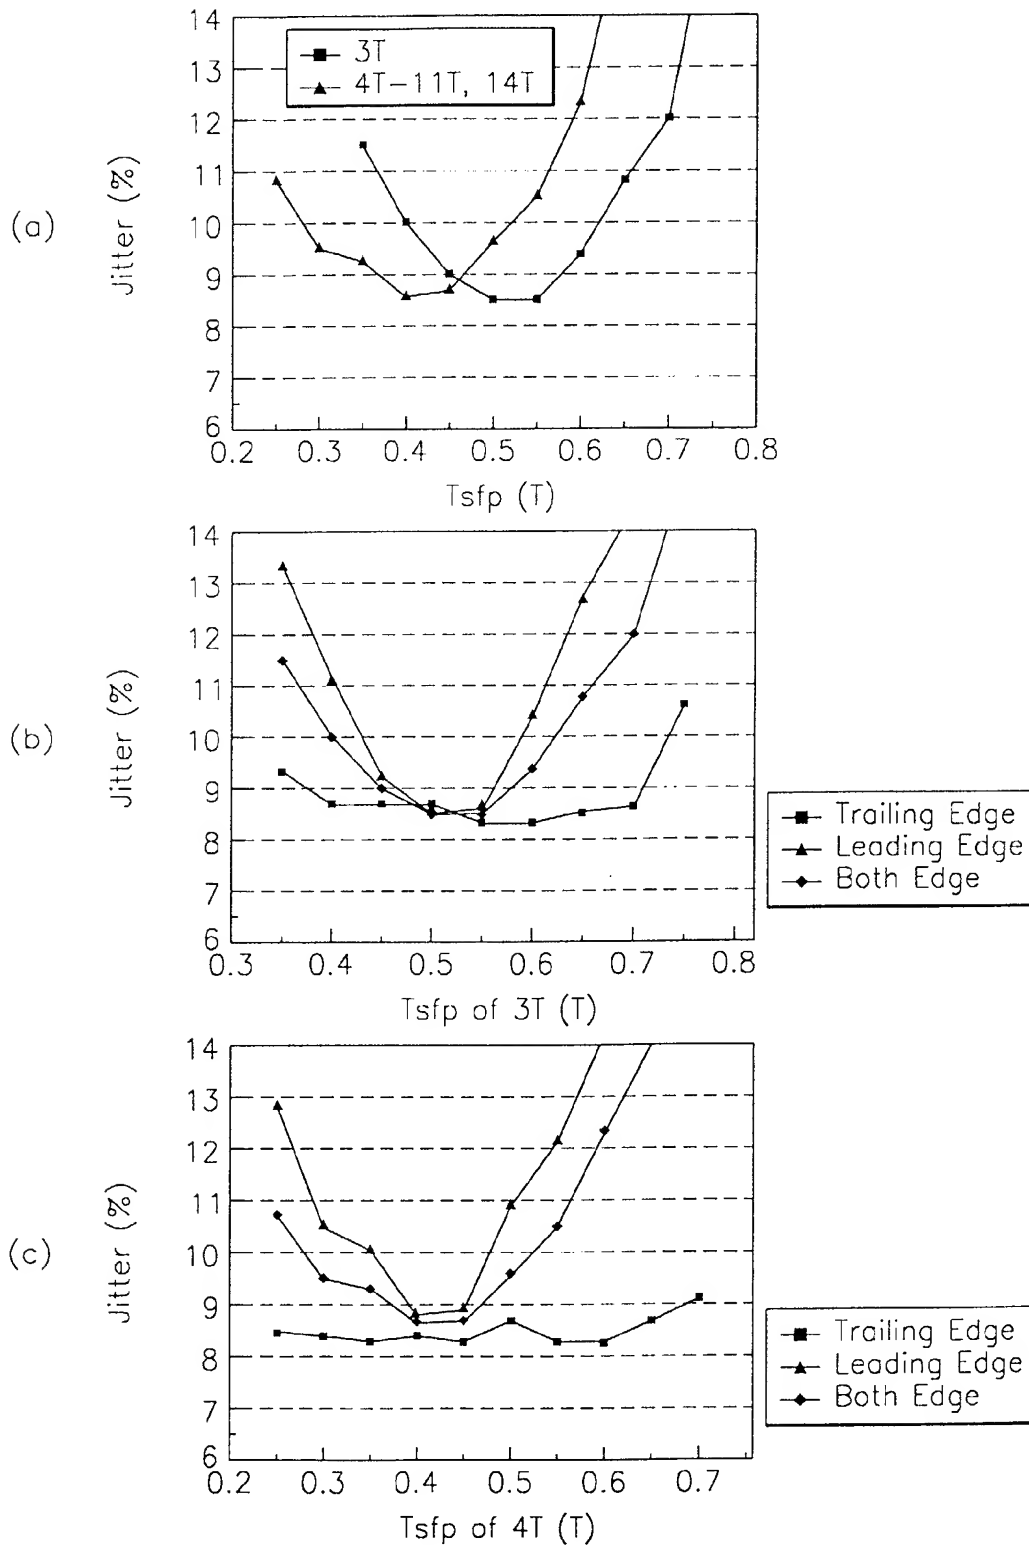 (a)
Jitter (%)
14
13
12
11
10
9
8
7
6
3T
4T-11T, 14T
0.2 0.3 0.4 0.5 0.6 0.7 0.8
Tsfp (T)
(b)
Jitter (%)
14
13
12
11
10
9
8
7
6
0.3 0.4 0.5 0.6 0.7 0.8
Tsfp of 3T (T)
Trailing Edge
Leading Edge
Both Edge
(c)
Jitter (%)
14
13
12
11
10
9
8
7
6
0.2 0.3 0.4 0.5 0.6 0.7
Tsfp of 4T (T)
Trailing Edge
Leading Edge
Both Edge